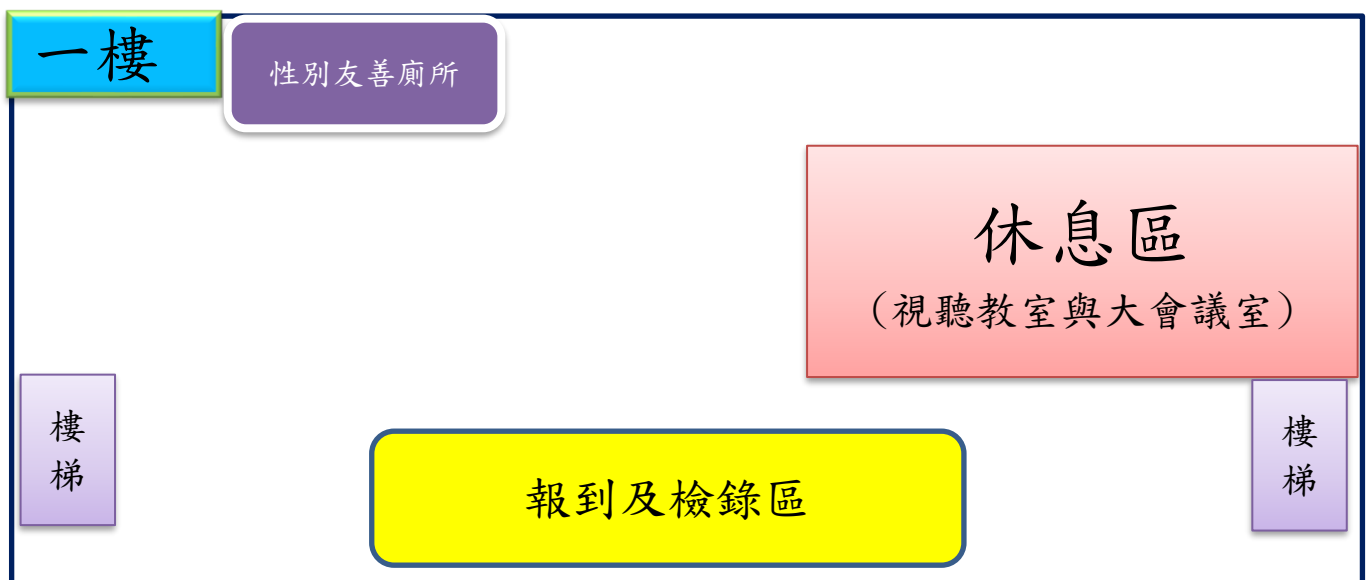 一樓
性別友善廁所
休息區
（視聽教室與大會議室）
樓
梯
報到及檢錄區
樓
梯